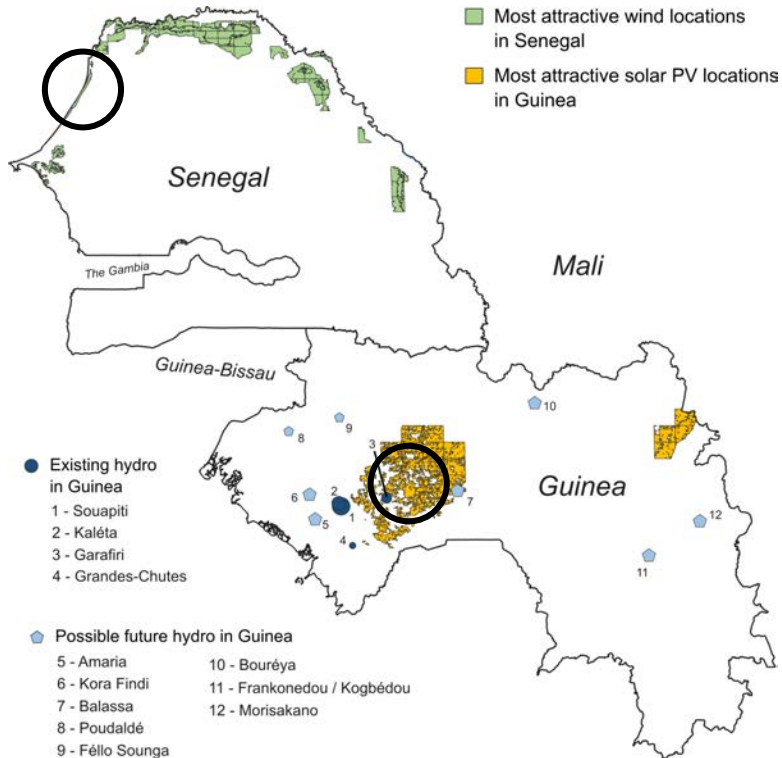 Most attractive wind locations
in Senegal
Most attractive solar PV locations
in Guinea
Senegal
The Gambia
Mali
Guinea-Bissau
10
9
8
3
Existing hydro
in Guinea
1 - Souapiti
2 - Kaléta
3 - Garafiri
4 - Grandes-Chutes
Guinea
2
6
7
1
5
12
4
11
Possible future hydro in Guinea
5 - Amaria
6 - Kora Findi
7 - Balassa
8 - Poudaldé
9 - Féllo Sounga
10 - Bouréya
11 - Frankonedou / Kogbédou
12 - Morisakano